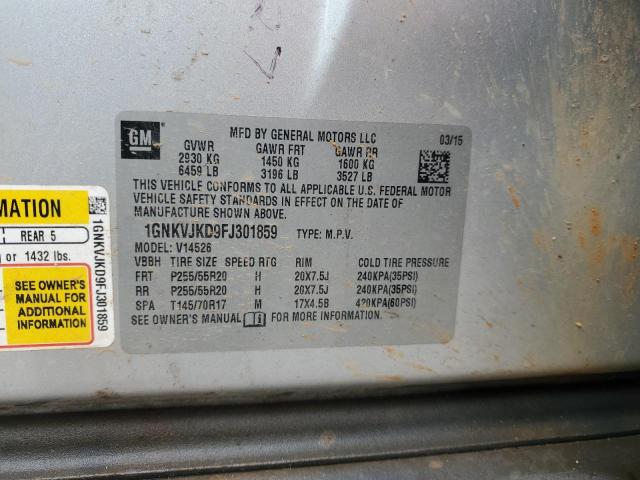 GM
MFD BY GENERAL MOTORS LLC 03/15
GVWR GAWR FRT GAWR RR
2930 KG 1450 KG 1600 KG
6459 LB 3196 LB 3527 LB
THIS VEHICLE CONFORMS TO ALL APPLICABLE U.S. FEDERAL MOTOR
VEHICLE SAFETY STANDARDS IN EFFECT ON THE DATE OF
MANUFACTURE SHOWN ABOVE.
1GNKVJKD9FJ301859 TYPE: M.P.V.
MODEL: V14526
VBBH TIRE SIZE SPEED RTG RIM COLD TIRE PRESSURE
FRT P255/55R20 H 20X7.5J 240KPA(35PSI)
RR P255/55R20 H 20X7.5J 240KPA(35PSI)
SPA T145/70R17 M 17X4.5B 420KPA(60PSI)
SEE OWNER'S MANUAL FOR MORE INFORMATION.
MATION
REAR 5
or 1432 lbs.
SEE OWNER'S
MANUAL FOR
ADDITIONAL
INFORMATION
1GNKVJKD9FJ301859